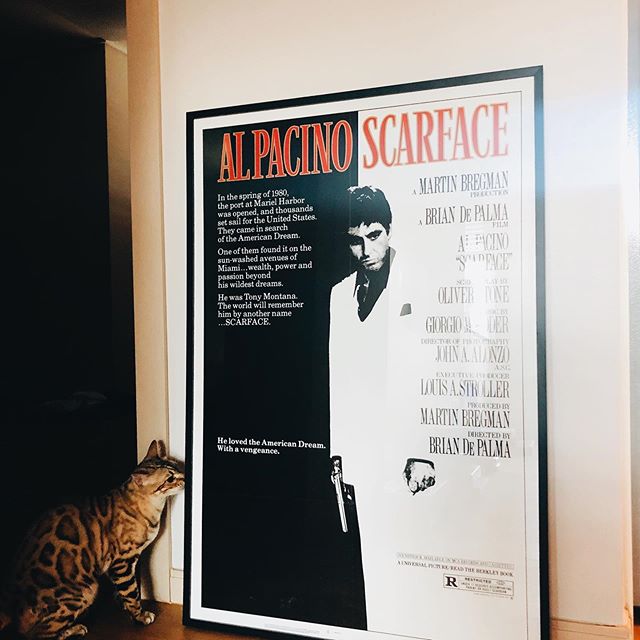 AL PACINO SCARFACE
In the spring of 1980,
the port at Mariel Harbor
was opened, and thousands
set sail for the United States.
They came in search
of the American Dream.
One of them found it on the
sun-washed avenues of
Miami...wealth, power and
passion beyond
his wildest dreams.
He was Tony Montana.
The world will remember
him by another name
...SCARFACE.
He loved the American Dream.
With a vengeance.
A MARTIN BREGMAN
PRODUCTION
A BRIAN DE PALMA
FILM
AL PACINO
"SCARFACE"
OLIVER
GIORGIO
DIRECTOR OF PHOTOGRAPHY
JOHN A. ALONZO
A.S.C.
EXECUTIVE PRODUCER
LOUIS A. STROLLER
PRODUCED BY
MARTIN BREGMAN
DIRECTED BY
BRIAN DE PALMA
A UNIVERSAL PICTURE/READ THE BERKLEY BOOK
R RESTRICTED